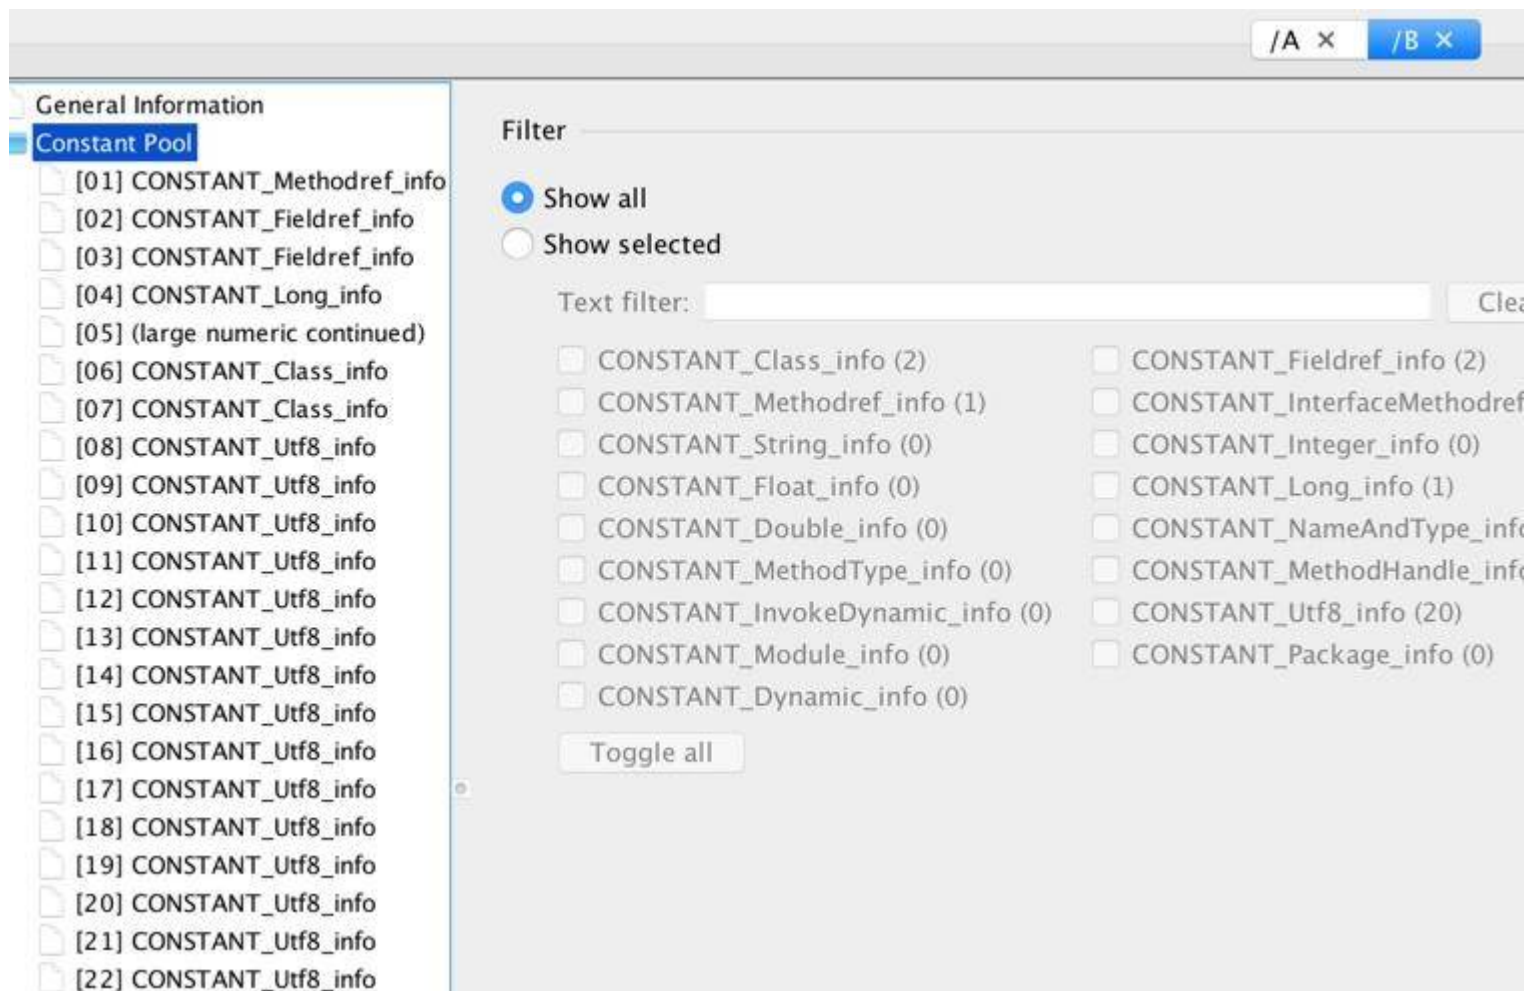 /A ×
/B ×
General Information
Constant Pool
[01] CONSTANT_Methodref_info
[02] CONSTANT_Fieldref_info
[03] CONSTANT_Fieldref_info
[04] CONSTANT_Long_info
[05] (large numeric continued)
[06] CONSTANT_Class_info
[07] CONSTANT_Class_info
[08] CONSTANT_Utf8_info
[09] CONSTANT_Utf8_info
[10] CONSTANT_Utf8_info
[11] CONSTANT_Utf8_info
[12] CONSTANT_Utf8_info
[13] CONSTANT_Utf8_info
[14] CONSTANT_Utf8_info
[15] CONSTANT_Utf8_info
[16] CONSTANT_Utf8_info
[17] CONSTANT_Utf8_info
[18] CONSTANT_Utf8_info
[19] CONSTANT_Utf8_info
[20] CONSTANT_Utf8_info
[21] CONSTANT_Utf8_info
[22] CONSTANT_Utf8_info
Filter
Show all
Show selected
Text filter:
Clea
CONSTANT_Class_info (2)
CONSTANT_Fieldref_info (2)
CONSTANT_Methodref_info (1)
CONSTANT_InterfaceMethodref
CONSTANT_String_info (0)
CONSTANT_Integer_info (0)
CONSTANT_Float_info (0)
CONSTANT_Long_info (1)
CONSTANT_Double_info (0)
CONSTANT_NameAndType_info
CONSTANT_MethodType_info (0)
CONSTANT_MethodHandle_info
CONSTANT_InvokeDynamic_info (0)
CONSTANT_Utf8_info (20)
CONSTANT_Module_info (0)
CONSTANT_Package_info (0)
CONSTANT_Dynamic_info (0)
Toggle all